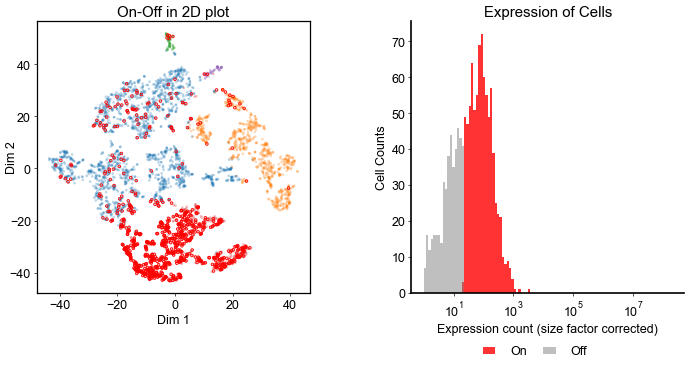 On-Off in 2D plot
Dim 2
40
20
0
−20
−40
−40 −20 0 20 40
Dim 1
Expression of Cells
Cell Counts
70
60
50
40
30
20
10
0
10^1 10^3 10^5 10^7
Expression count (size factor corrected)
On Off